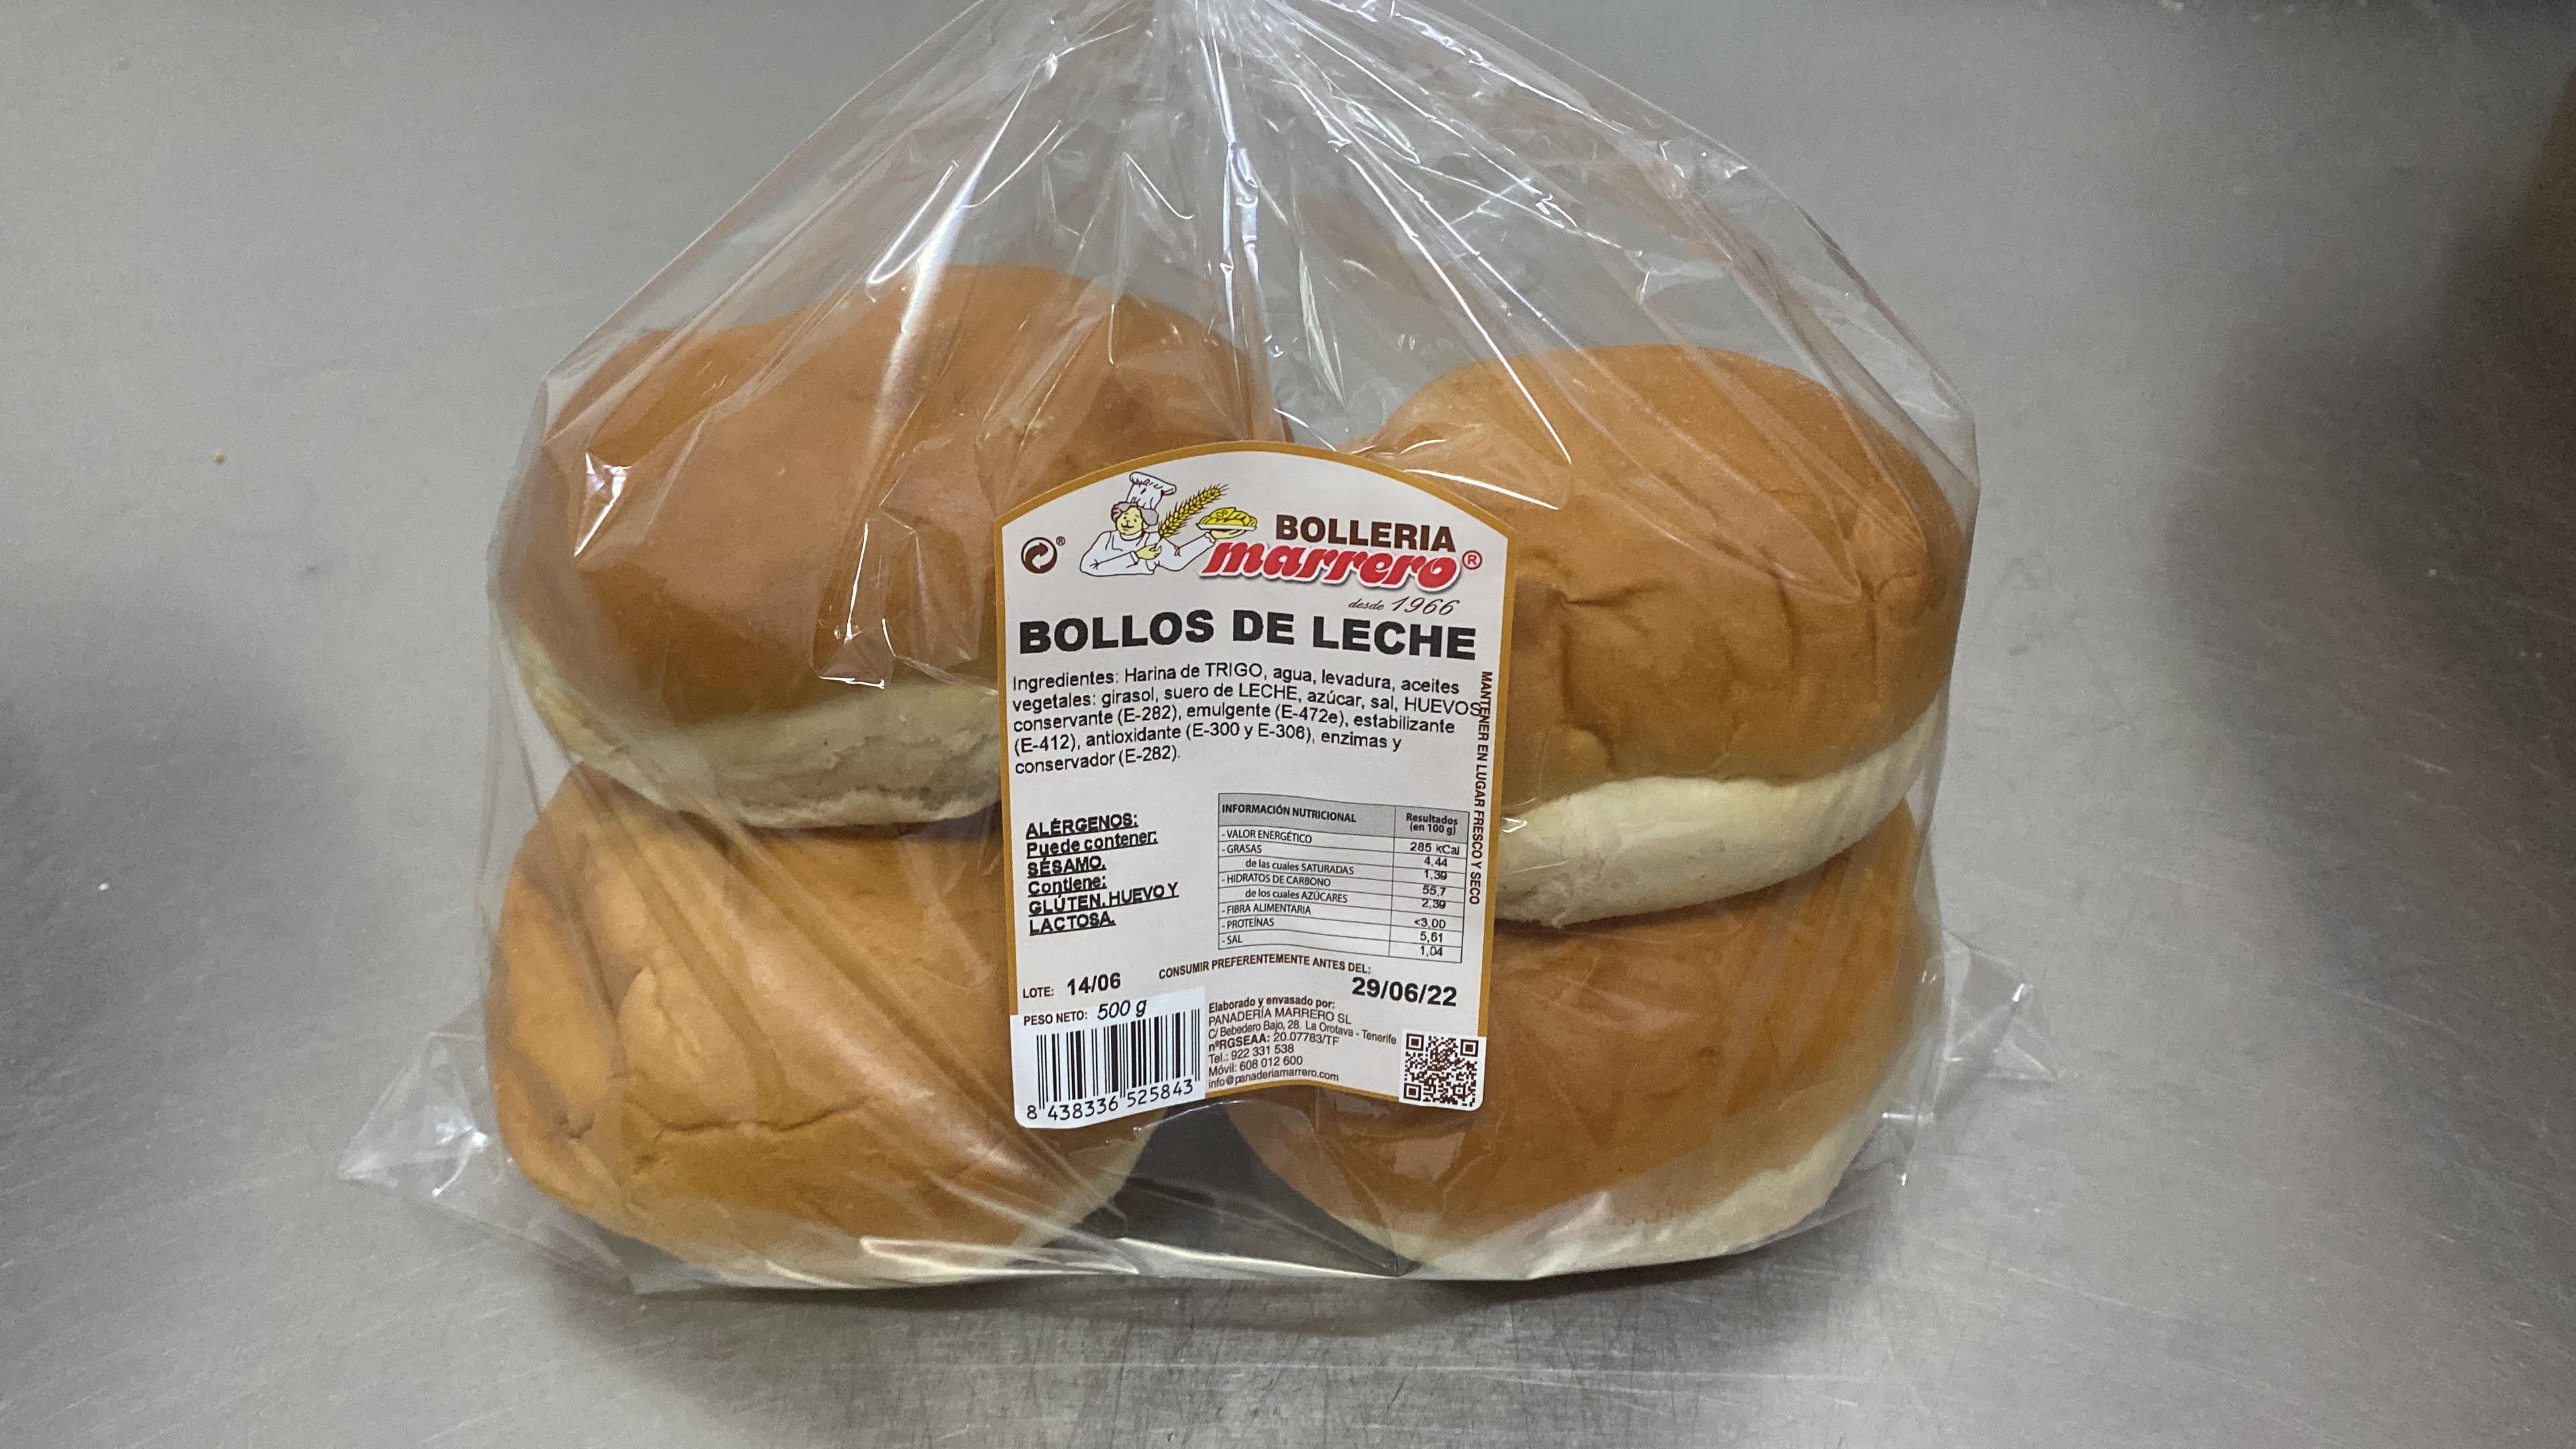 BOLLERIA
marrero®
desde 1966
BOLLOS DE LECHE
Ingredientes: Harina de TRIGO, agua, levadura, aceites
vegetales: girasol, suero de LECHE, azúcar, sal, HUEVOS,
conservante (E-282), emulgente (E-472e), estabilizante
(E-412), antioxidante (E-300 y E-306), enzimas y
conservador (E-282).
MANTENER EN LUGAR FRESCO Y SECO
ALÉRGENOS:
Puede contener:
SÉSAMO.
Contiene:
GLÚTEN, HUEVO Y
LACTOSA.
INFORMACIÓN NUTRICIONAL Resultados (en 100 g)
- VALOR ENERGÉTICO 285 kCal
- GRASAS 4,44
de las cuales SATURADAS 1,39
- HIDRATOS DE CARBONO 55,7
de los cuales AZÚCARES 2,39
- FIBRA ALIMENTARIA <3,00
- PROTEÍNAS 5,61
- SAL 1,04
LOTE: 14/06
CONSUMIR PREFERENTEMENTE ANTES DEL:
29/06/22
PESO NETO: 500 g
8 438336 525843
Elaborado y envasado por:
PANADERÍA MARRERO SL
C/ Bebedero Bajo, 28. La Orotava - Tenerife
nºRGSEAA: 20.07783/TF
Tel.: 922 331 538
Móvil: 608 012 600
info@panaderiamarrero.com